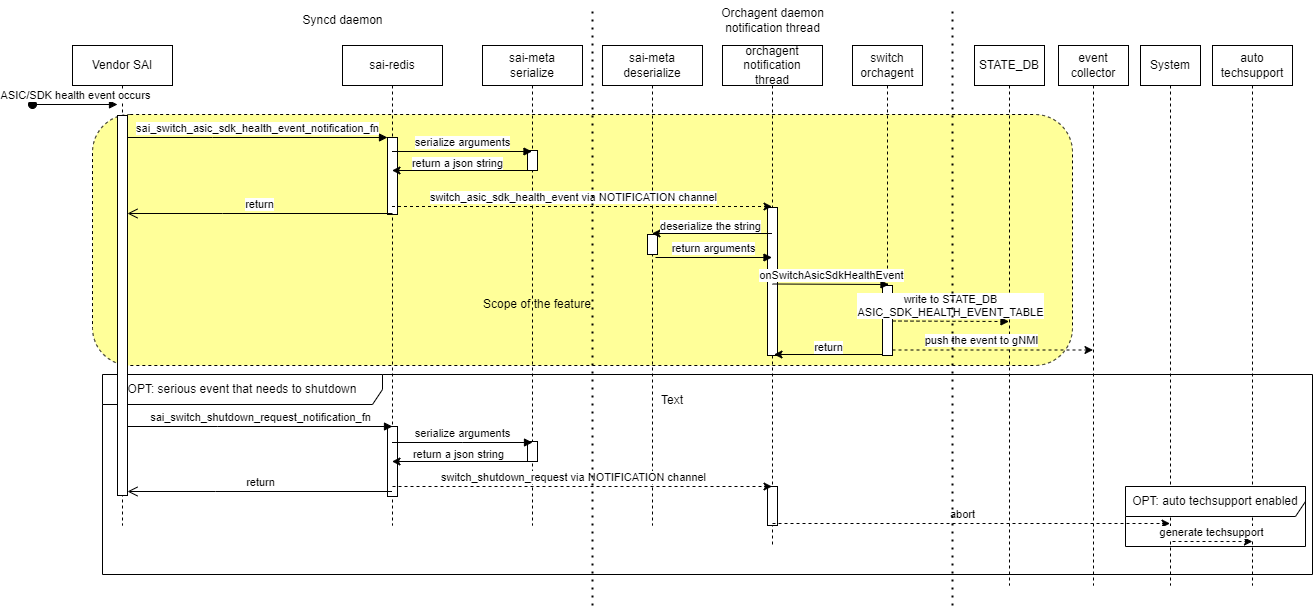 Syncd daemon
Orchagent daemon
notification thread
Vendor SAI
sai-redis
sai-meta
serialize
sai-meta
deserialize
orchagent
notification
thread
switch
orchagent
STATE_DB
event
collector
System
auto
techsupport
ASIC/SDK health event occurs
sai_switch_asic_sdk_health_event_notification_fn
serialize arguments
return a json string
switch_asic_sdk_health_event via NOTIFICATION channel
return
deserialize the string
return arguments
onSwitchAsicSdkHealthEvent
Scope of the feature
write to STATE_DB
ASIC_SDK_HEALTH_EVENT_TABLE
push the event to gNMI
return
OPT: serious event that needs to shutdown
Text
sai_switch_shutdown_request_notification_fn
serialize arguments
return a json string
switch_shutdown_request via NOTIFICATION channel
return
OPT: auto techsupport enabled
abort
generate techsupport